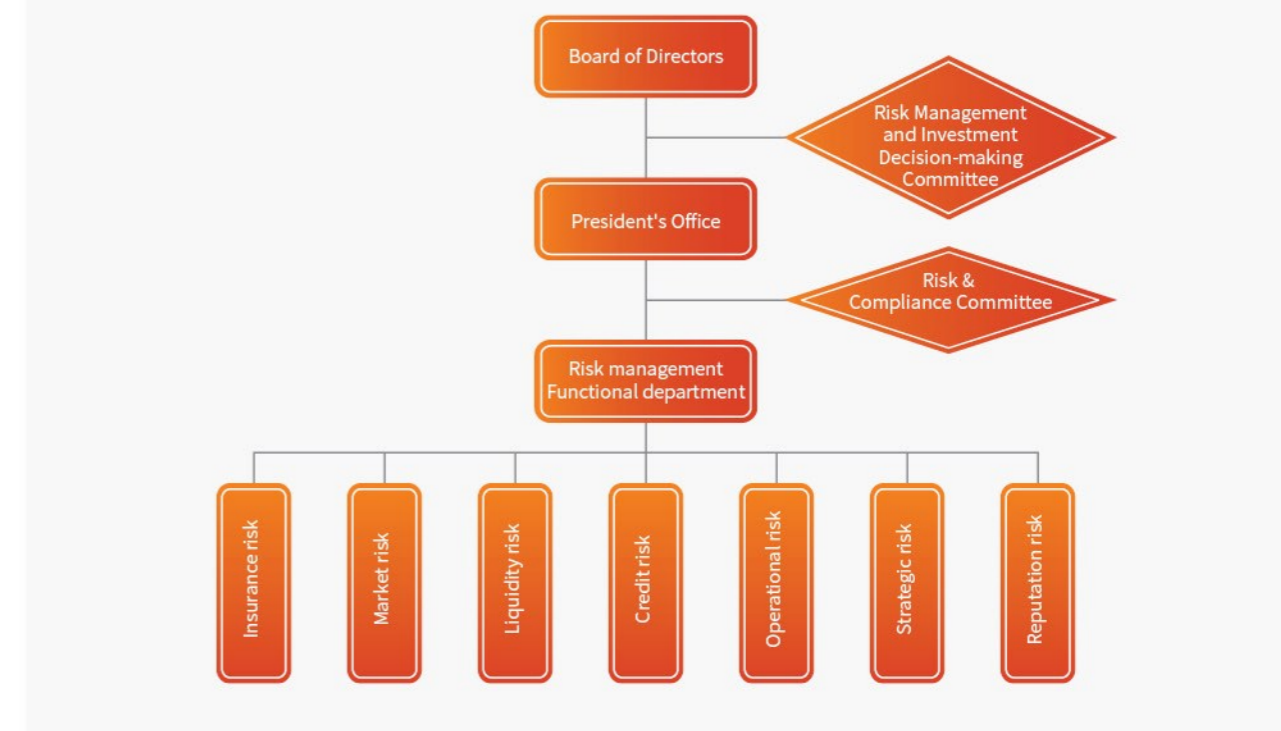 Board of Directors
Risk Management
and Investment
Decision-making
Committee
President's Office
Risk &
Compliance Committee
Risk management
Functional department
Insurance risk
Market risk
Liquidity risk
Credit risk
Operational risk
Strategic risk
Reputation risk